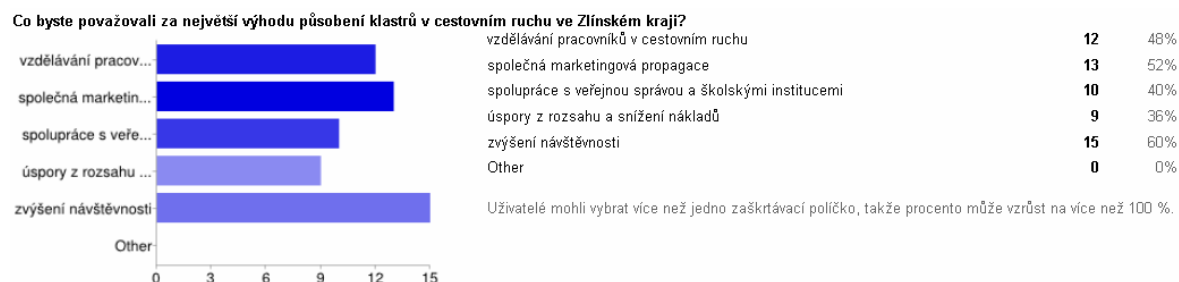 Co byste považovali za největší výhodu působení klastrů v cestovním ruchu ve Zlínském kraji?
vzdělávání pracov...
společná marketin...
spolupráce s veře...
úspory z rozsahu ...
zvýšení návštěvnosti
Other
0 3 6 9 12 15
vzdělávání pracovníků v cestovním ruchu 12 48%
společná marketingová propagace 13 52%
spolupráce s veřejnou správou a školskými institucemi 10 40%
úspory z rozsahu a snížení nákladů 9 36%
zvýšení návštěvnosti 15 60%
Other 0 0%
Uživatelé mohli vybrat více než jedno zaškrtávací políčko, takže procento může vzrůst na více než 100 %.